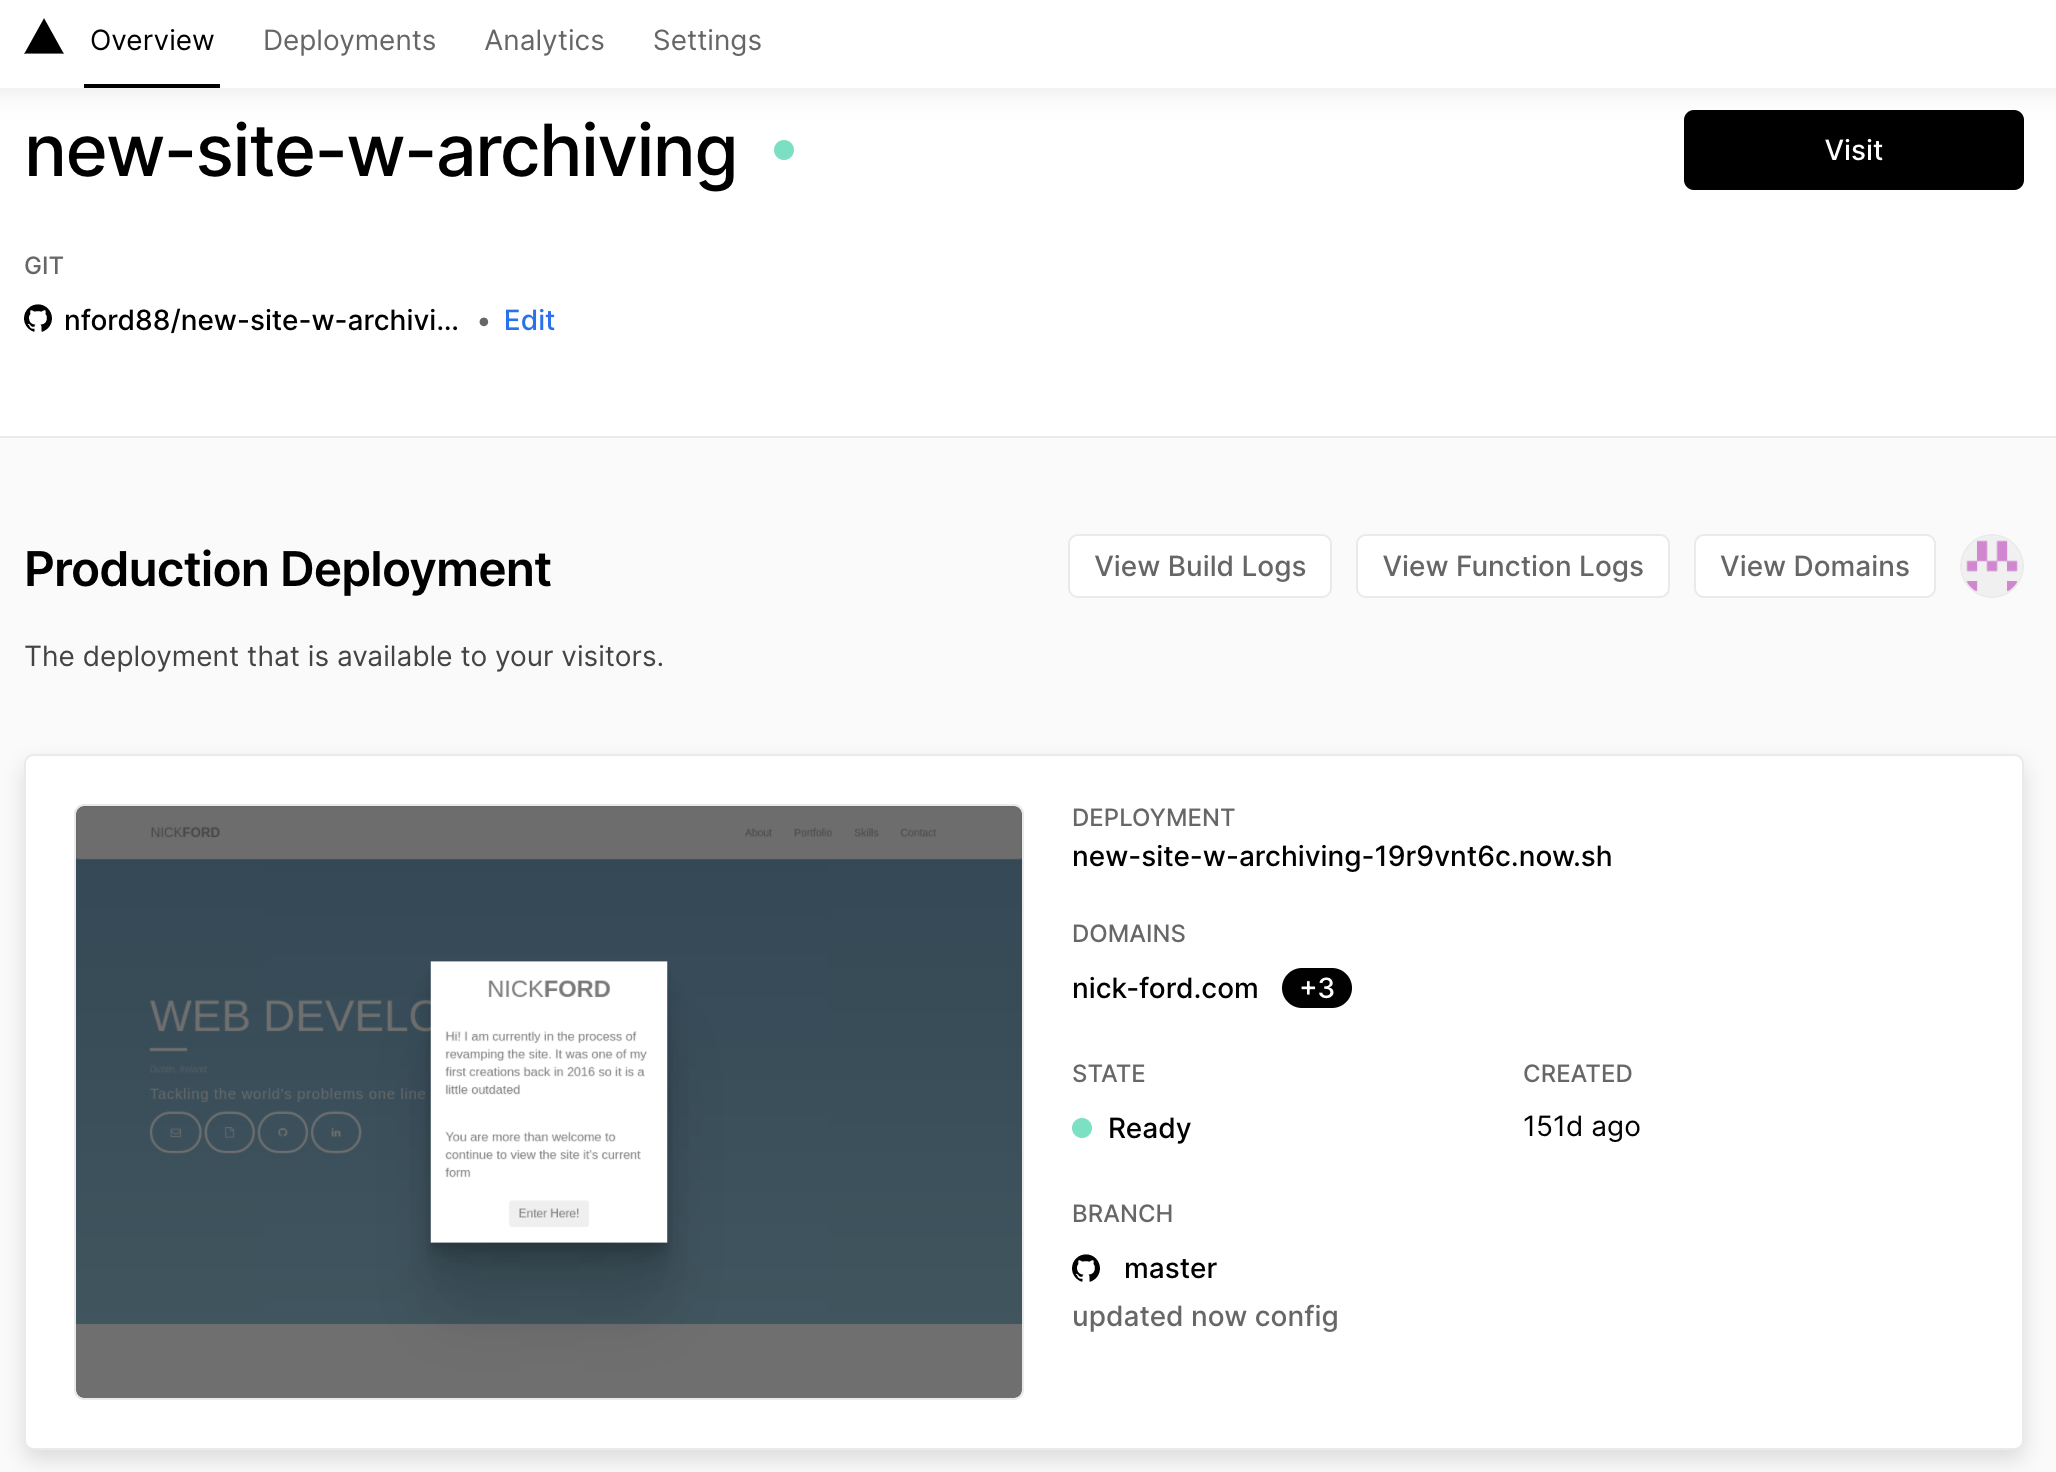 Overview Deployments Analytics Settings
new-site-w-archiving
Visit
GIT
nford88/new-site-w-archivi... • Edit
Production Deployment
View Build Logs
View Function Logs
View Domains
The deployment that is available to your visitors.
NICKFORD
About Portfolio Skills Contact
WEB DEVELO
Dublin, Ireland
Tackling the world's problems one line
in
NICKFORD
Hi! I am currently in the process of
revamping the site. It was one of my
first creations back in 2016 so it is a
little outdated
You are more than welcome to
continue to view the site it's current
form
Enter Here!
DEPLOYMENT
new-site-w-archiving-19r9vnt6c.now.sh
DOMAINS
nick-ford.com +3
STATE
Ready
CREATED
151d ago
BRANCH
master
updated now config